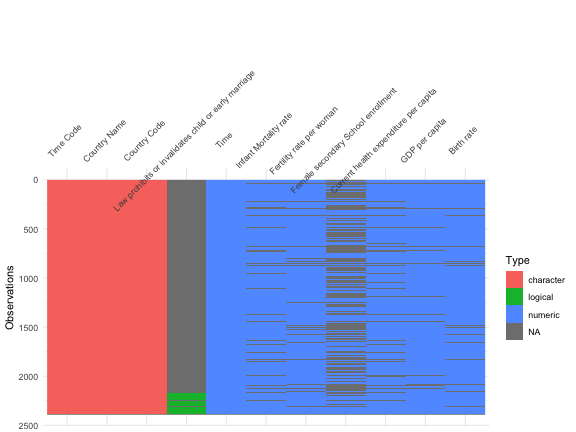 Time Code
Country Name
Country Code
Law prohibits or invalidates child or early marriage
Time
Infant Mortality rate
Fertility rate per woman
Female secondary School enrollment
Current health expenditure per capita
GDP per capita
Birth rate
0
500
1000
1500
2000
2500
Observations
Type
character
logical
numeric
NA